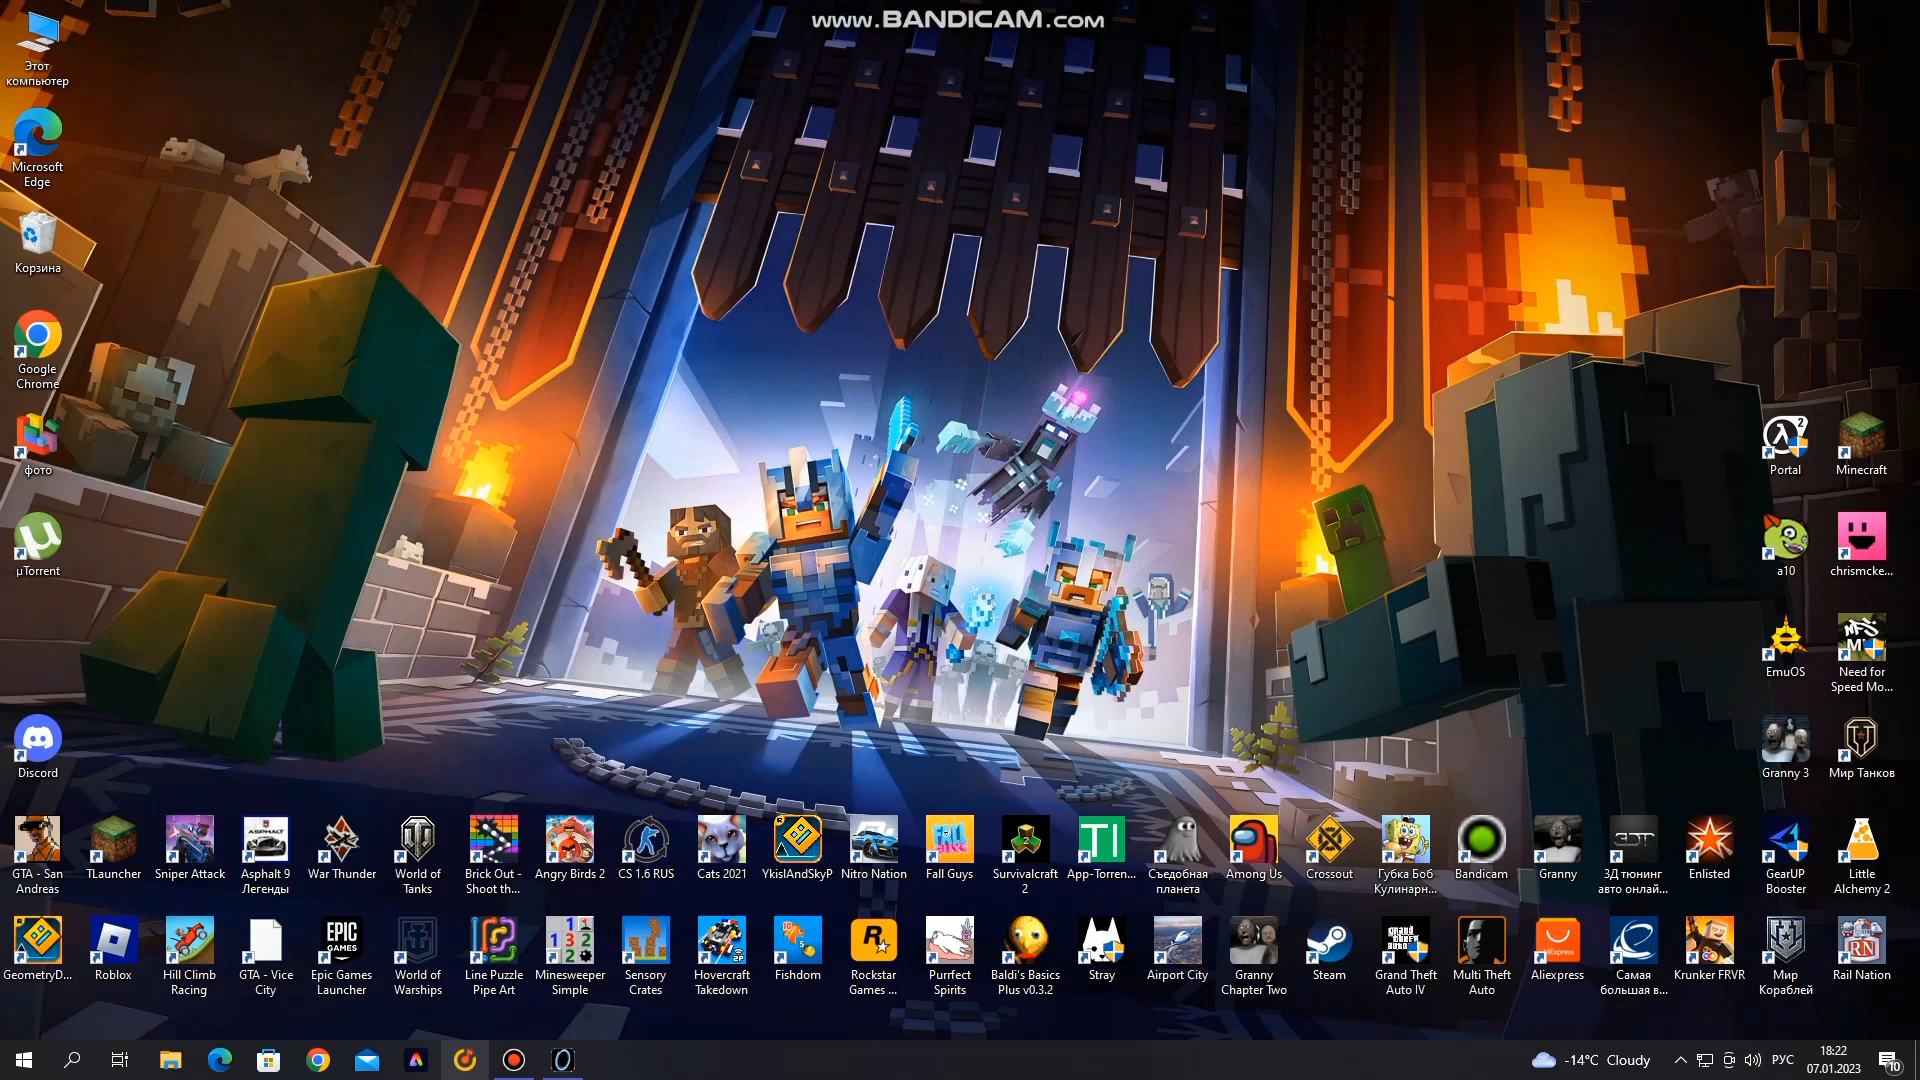 www.BANDICAM.com
Этот
компьютер
Microsoft
Edge
Корзина
Google
Chrome
фото
µTorrent
Discord
Portal
Minecraft
a10
chrismcke...
EmuOS
Need for
Speed Mo...
Granny 3
Мир Танков
GTA - San
Andreas
TLauncher
Sniper Attack
Asphalt 9
Легенды
War Thunder
World of
Tanks
Brick Out -
Shoot th...
Angry Birds 2
CS 1.6 RUS
Cats 2021
YkislAndSkyP
Nitro Nation
Fall Guys
Survivalcraft
2
App-Torren...
Съедобная
планета
Among Us
Crossout
Губка Боб
Кулинарн...
Bandicam
Granny
3Д тюнинг
авто онлай...
Enlisted
GearUP
Booster
Little
Alchemy 2
GeometryD...
Roblox
Hill Climb
Racing
GTA - Vice
City
Epic Games
Launcher
World of
Warships
Line Puzzle
Pipe Art
Minesweeper
Simple
Sensory
Crates
Hovercraft
Takedown
Fishdom
Rockstar
Games ...
Purrfect
Spirits
Baldi's Basics
Plus v0.3.2
Stray
Airport City
Granny
Chapter Two
Steam
Grand Theft
Auto IV
Multi Theft
Auto
Aliexpress
Самая
большая в...
Krunker FRVR
Мир
Кораблей
Rail Nation
-14°C Cloudy
РУС
18:22
07.01.2023
10